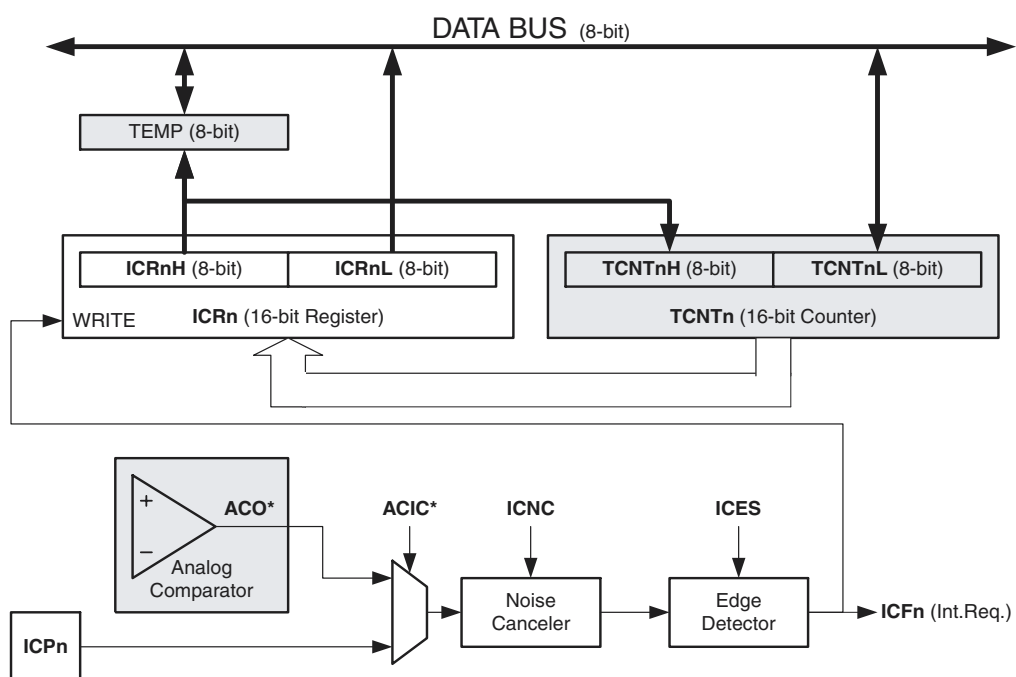 DATA BUS (8-bit)
TEMP (8-bit)
ICRnH (8-bit)
ICRnL (8-bit)
TCNTnH (8-bit)
TCNTnL (8-bit)
WRITE
ICRn (16-bit Register)
TCNTn (16-bit Counter)
+
−
ACO*
Analog
Comparator
ACIC*
ICNC
ICES
Noise
Canceler
Edge
Detector
ICFn (Int.Req.)
ICPn